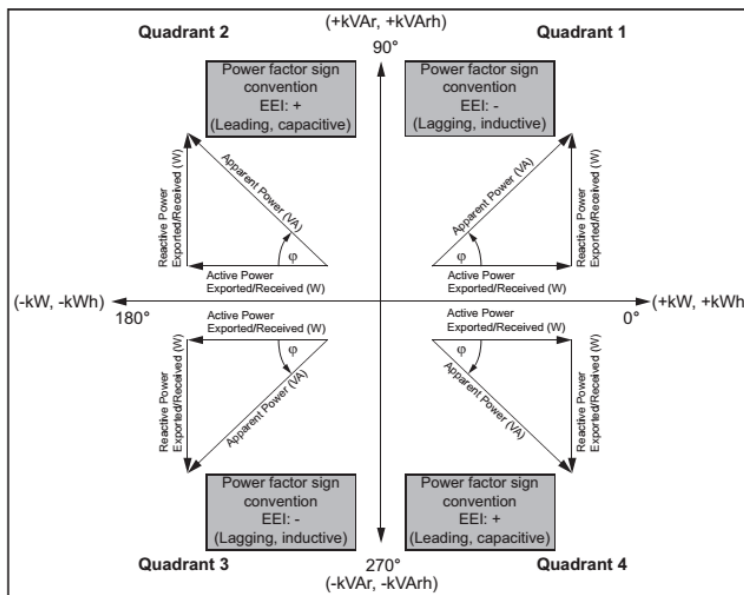 Quadrant 2
(+kVAr, +kVArh)
Quadrant 1
90°
Power factor sign
convention
EEI: +
(Leading, capacitive)
Power factor sign
convention
EEI: -
(Lagging, inductive)
Reactive Power
Exported/Received (W)
Apparent Power (VA)
φ
Active Power
Exported/Received (W)
Apparent Power (VA)
φ
Reactive Power
Exported/Received (W)
Active Power
Exported/Received (W)
(-kW, -kWh)
180°
(+kW, +kWh)
0°
Active Power
Exported/Received (W)
Reactive Power
Exported/Received (W)
φ
Apparent Power (VA)
Active Power
Exported/Received (W)
φ
Apparent Power (VA)
Reactive Power
Exported/Received (W)
Power factor sign
convention
EEI: -
(Lagging, inductive)
Power factor sign
convention
EEI: +
(Leading, capacitive)
Quadrant 3
270°
(-kVAr, -kVArh)
Quadrant 4